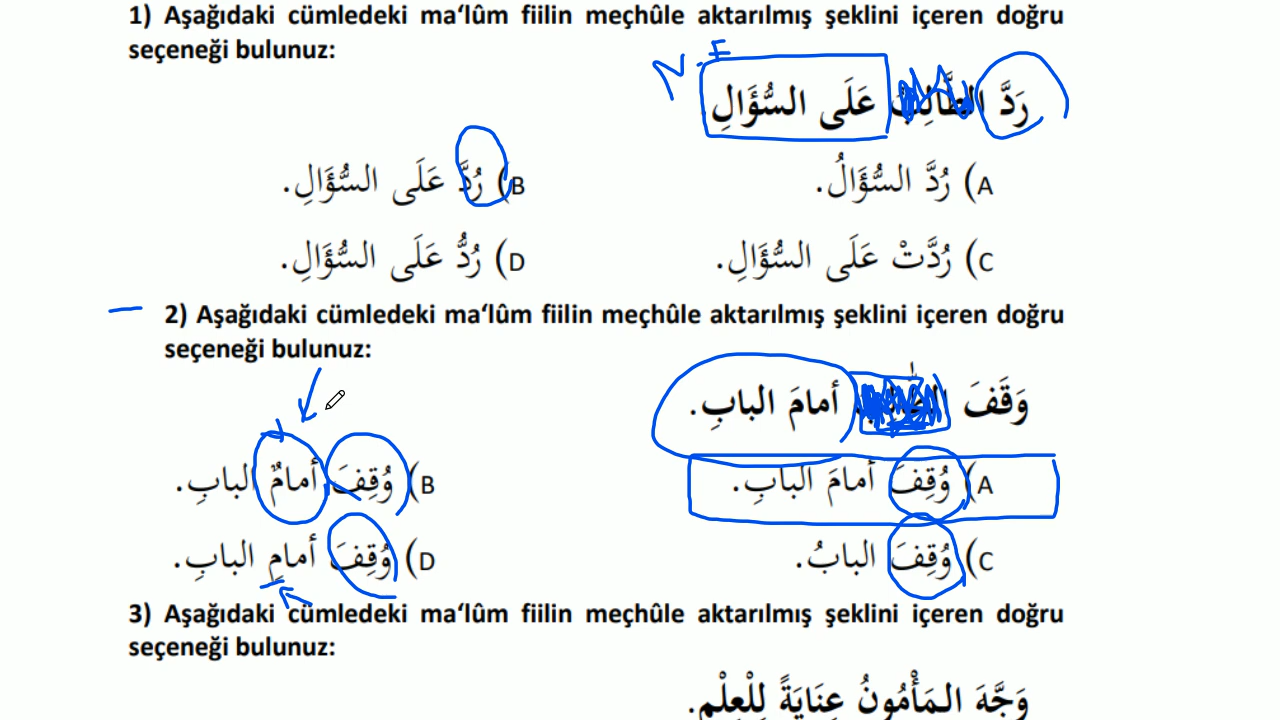 1) Aşağıdaki cümledeki ma‘lûm fiilin meçhûle aktarılmış şeklini içeren doğru
seçeneği bulunuz:
N.F
رَدَّ الطَّالِبُ عَلَى السُّؤَالِ.
A) رُدَّ السُّؤَالُ.
B) رُدَّ عَلَى السُّؤَالِ.
C) رُدَّتْ عَلَى السُّؤَالِ.
D) رُدُّ عَلَى السُّؤَالِ.
2) Aşağıdaki cümledeki ma‘lûm fiilin meçhûle aktarılmış şeklini içeren doğru
seçeneği bulunuz:
وَقَفَ أمامَ البابِ.
A) وُقِفَ أمامَ البابِ.
B) وُقِفَ أمامٌ البابِ.
C) وُقِفَ البابُ.
D) وُقِفَ أمامِ البابِ.
3) Aşağıdaki cümledeki ma‘lûm fiilin meçhûle aktarılmış şeklini içeren doğru
seçeneği bulunuz:
وَجَّهَ المَأْمُونُ عِنَايَةً لِلْعِلْمِ.